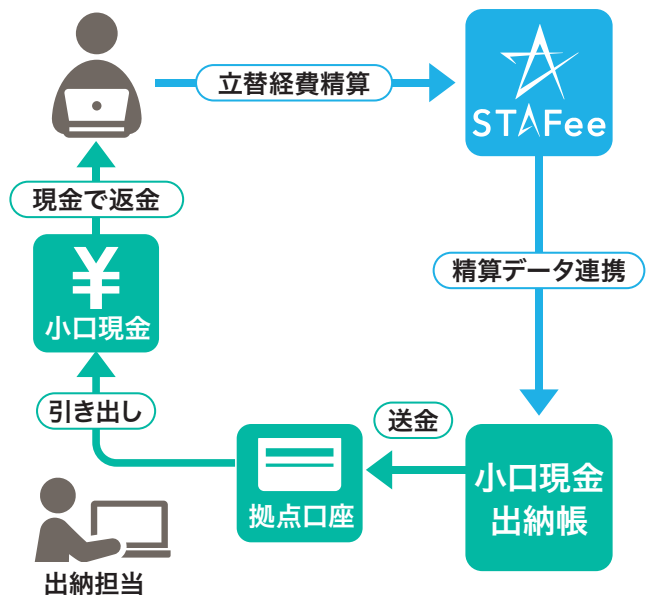 立替経費精算
STAFee
現金で返金
精算データ連携
¥
小口現金
引き出し
送金
拠点口座
小口現金
出納帳
出納担当